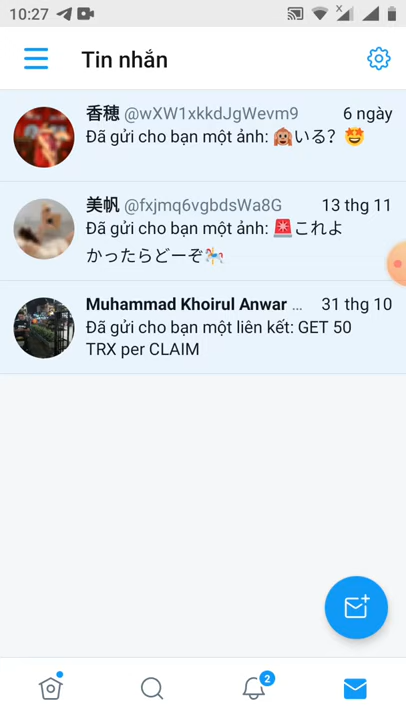 10:27
Tin nhắn
香穂 @wXW1xkkdJgWevm9 6 ngày
Đã gửi cho bạn một ảnh: 🙉いる? 🤩
美帆 @fxjmq6vgbdsWa8G 13 thg 11
Đã gửi cho bạn một ảnh: 🚨これよ
かったらどーぞ🎠
Muhammad Khoirul Anwar ... 31 thg 10
Đã gửi cho bạn một liên kết: GET 50
TRX per CLAIM
2